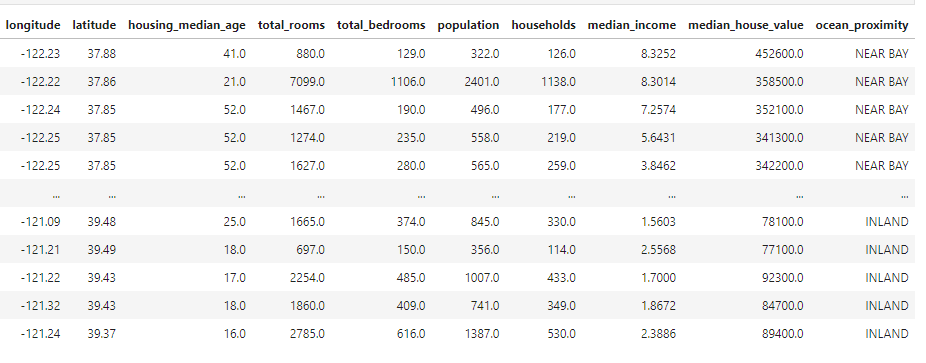 longitude latitude housing_median_age total_rooms total_bedrooms population households median_income median_house_value ocean_proximity
-122.23 37.88 41.0 880.0 129.0 322.0 126.0 8.3252 452600.0 NEAR BAY
-122.22 37.86 21.0 7099.0 1106.0 2401.0 1138.0 8.3014 358500.0 NEAR BAY
-122.24 37.85 52.0 1467.0 190.0 496.0 177.0 7.2574 352100.0 NEAR BAY
-122.25 37.85 52.0 1274.0 235.0 558.0 219.0 5.6431 341300.0 NEAR BAY
-122.25 37.85 52.0 1627.0 280.0 565.0 259.0 3.8462 342200.0 NEAR BAY
... ... ... ... ... ... ... ... ... ...
-121.09 39.48 25.0 1665.0 374.0 845.0 330.0 1.5603 78100.0 INLAND
-121.21 39.49 18.0 697.0 150.0 356.0 114.0 2.5568 77100.0 INLAND
-121.22 39.43 17.0 2254.0 485.0 1007.0 433.0 1.7000 92300.0 INLAND
-121.32 39.43 18.0 1860.0 409.0 741.0 349.0 1.8672 84700.0 INLAND
-121.24 39.37 16.0 2785.0 616.0 1387.0 530.0 2.3886 89400.0 INLAND